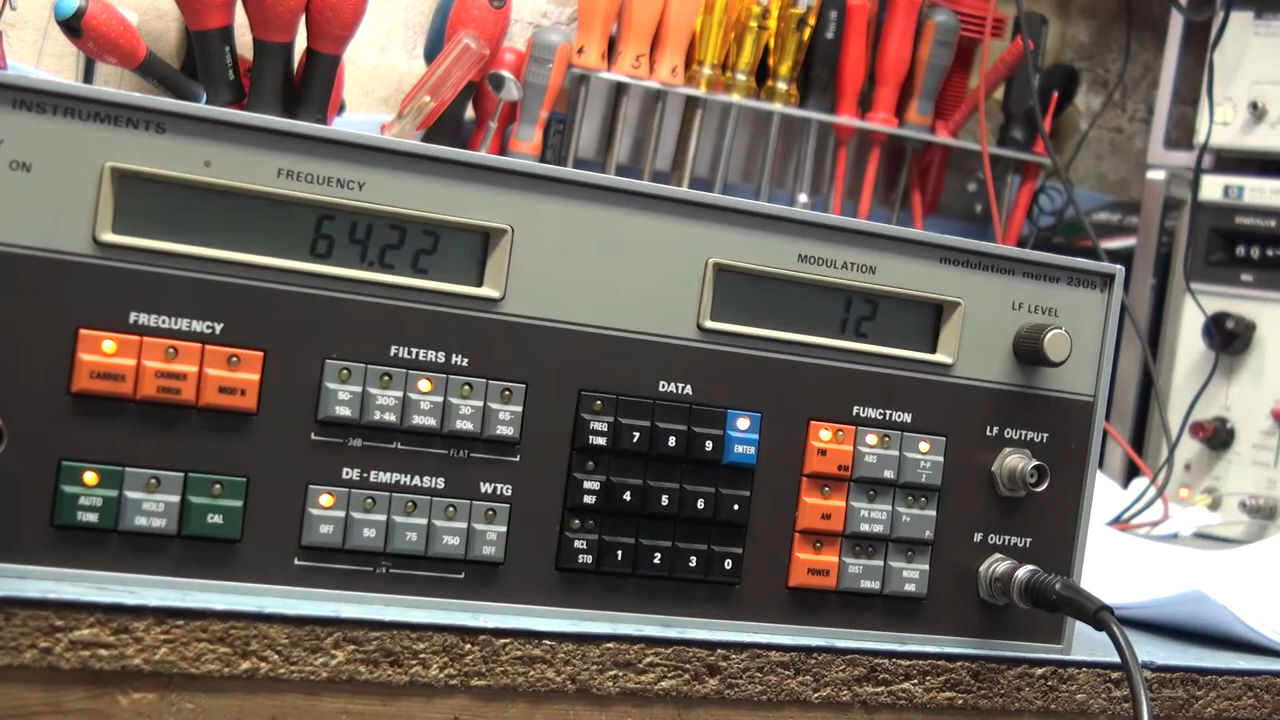 INSTRUMENTS
ON
FREQUENCY
64.22
MODULATION
12
modulation meter 2305
LF LEVEL
FREQUENCY
CARRIER
CARRIER ERROR
MOD'N
FILTERS Hz
50-15k
300-3·4k
10-300k
30-50k
65-250
-3dB
FLAT
AUTO TUNE
HOLD ON/OFF
CAL
DE-EMPHASIS
WTG
OFF
50
75
750
ON OFF
μs
DATA
FREQ TUNE
7
8
9
ENTER
MOD REF
4
5
6
.
RCL STO
1
2
3
0
FUNCTION
FM
ΦM
ABS REL
P-P 2
AM
PK HOLD ON/OFF
P+ P-
POWER
DIST SINAD
NOISE AVG
LF OUTPUT
IF OUTPUT
4
5
6
hp